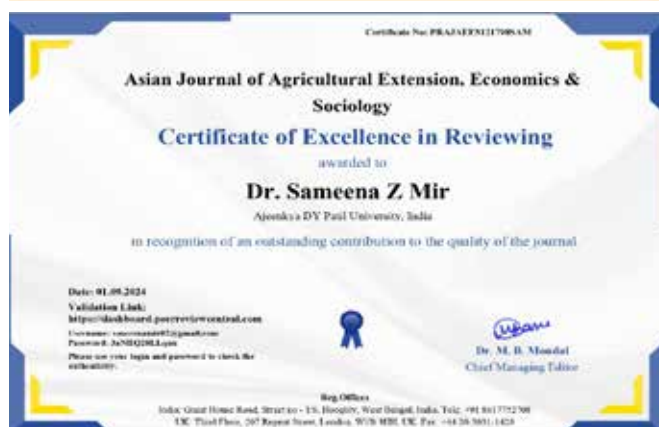 Asian Journal of Agricultural Extension, Economics &
Sociology
Certificate of Excellence in Reviewing
awarded to
Dr. Sameena Z Mir
Ajeenkya DY Patil University, India
in recognition of an outstanding contribution to the quality of the journal
Date: 01.09.2024
Validation Link:
https://dashboard.peerreviewcentral.com
Please use your login and password to check the
authenticity.
Dr. M. B. Mondal
Chief Managing Editor
Reg.Offices
India: Guest House Road, Street no - 1/6, Hooghly, West Bengal, India,
UK: Third Floor, 207 Regent Street, London, W1B 3HH, UK,